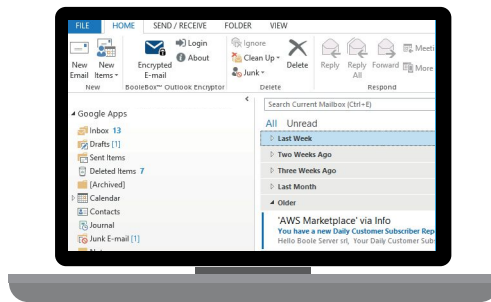 FILE HOME SEND / RECEIVE FOLDER VIEW
New Email
New Items
New
Encrypted E-mail
Login
About
BooleBox™ Outlook Encryptor
Ignore
Clean Up
Junk
Delete
Delete
Reply
Reply All
Forward
Meeti
More
Respond
Google Apps
Inbox 13
Drafts [1]
Sent Items
Deleted Items 7
[Archived]
Calendar
Contacts
Journal
Junk E-mail [1]
Search Current Mailbox (Ctrl+E)
All Unread
Last Week
Two Weeks Ago
Three Weeks Ago
Last Month
Older
'AWS Marketplace' via Info
You have a new Daily Customer Subscriber Rep
Hello Boole Server srl, Your Daily Customer Subs